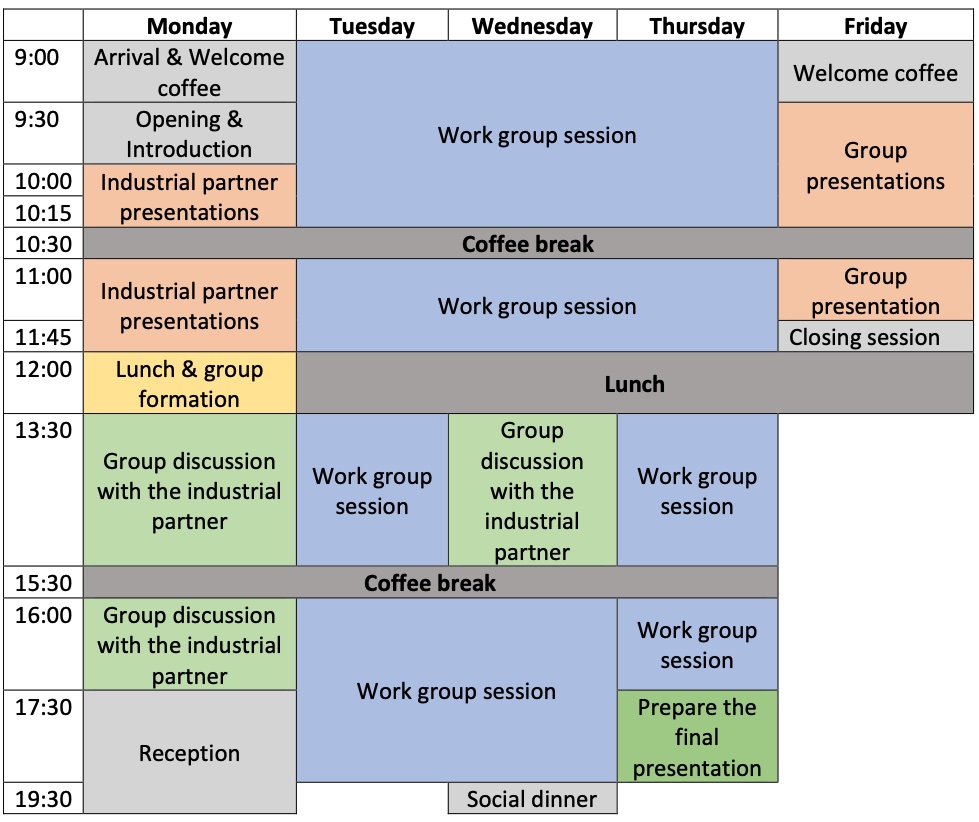 Monday Tuesday Wednesday Thursday Friday
9:00
Arrival & Welcome
coffee
Work group session
Welcome coffee
9:30
Opening &
Introduction
Group
presentations
10:00
Industrial partner
presentations
10:15
10:30
Coffee break
11:00
Industrial partner
presentations
Work group session
Group
presentation
11:45
Closing session
12:00
Lunch & group
formation
Lunch
13:30
Group discussion
with the industrial
partner
Work group
session
Group
discussion
with the
industrial
partner
Work group
session
15:30
Coffee break
16:00
Group discussion
with the industrial
partner
Work group session
Work group
session
17:30
Reception
Prepare the
final
presentation
19:30
Social dinner